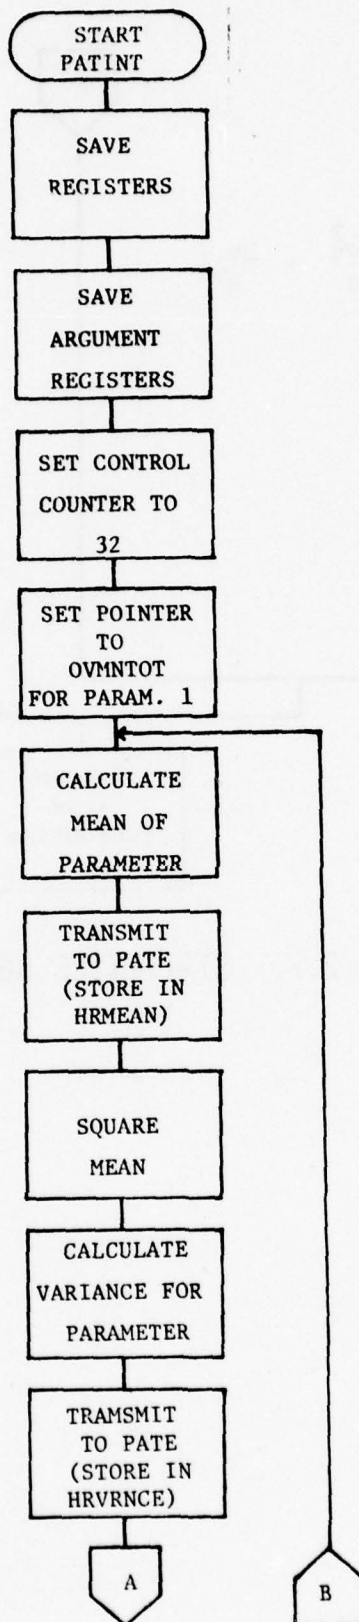 START
PATINT
SAVE
REGISTERS
SAVE
ARGUMENT
REGISTERS
SET CONTROL
COUNTER TO
32
SET POINTER
TO
OVMNTOT
FOR PARAM. 1
CALCULATE
MEAN OF
PARAMETER
TRANSMIT
TO PATE
(STORE IN
HRMEAN)
SQUARE
MEAN
CALCULATE
VARIANCE FOR
PARAMETER
TRAMSMIT
TO PATE
(STORE IN
HRVRNCE)
A
B